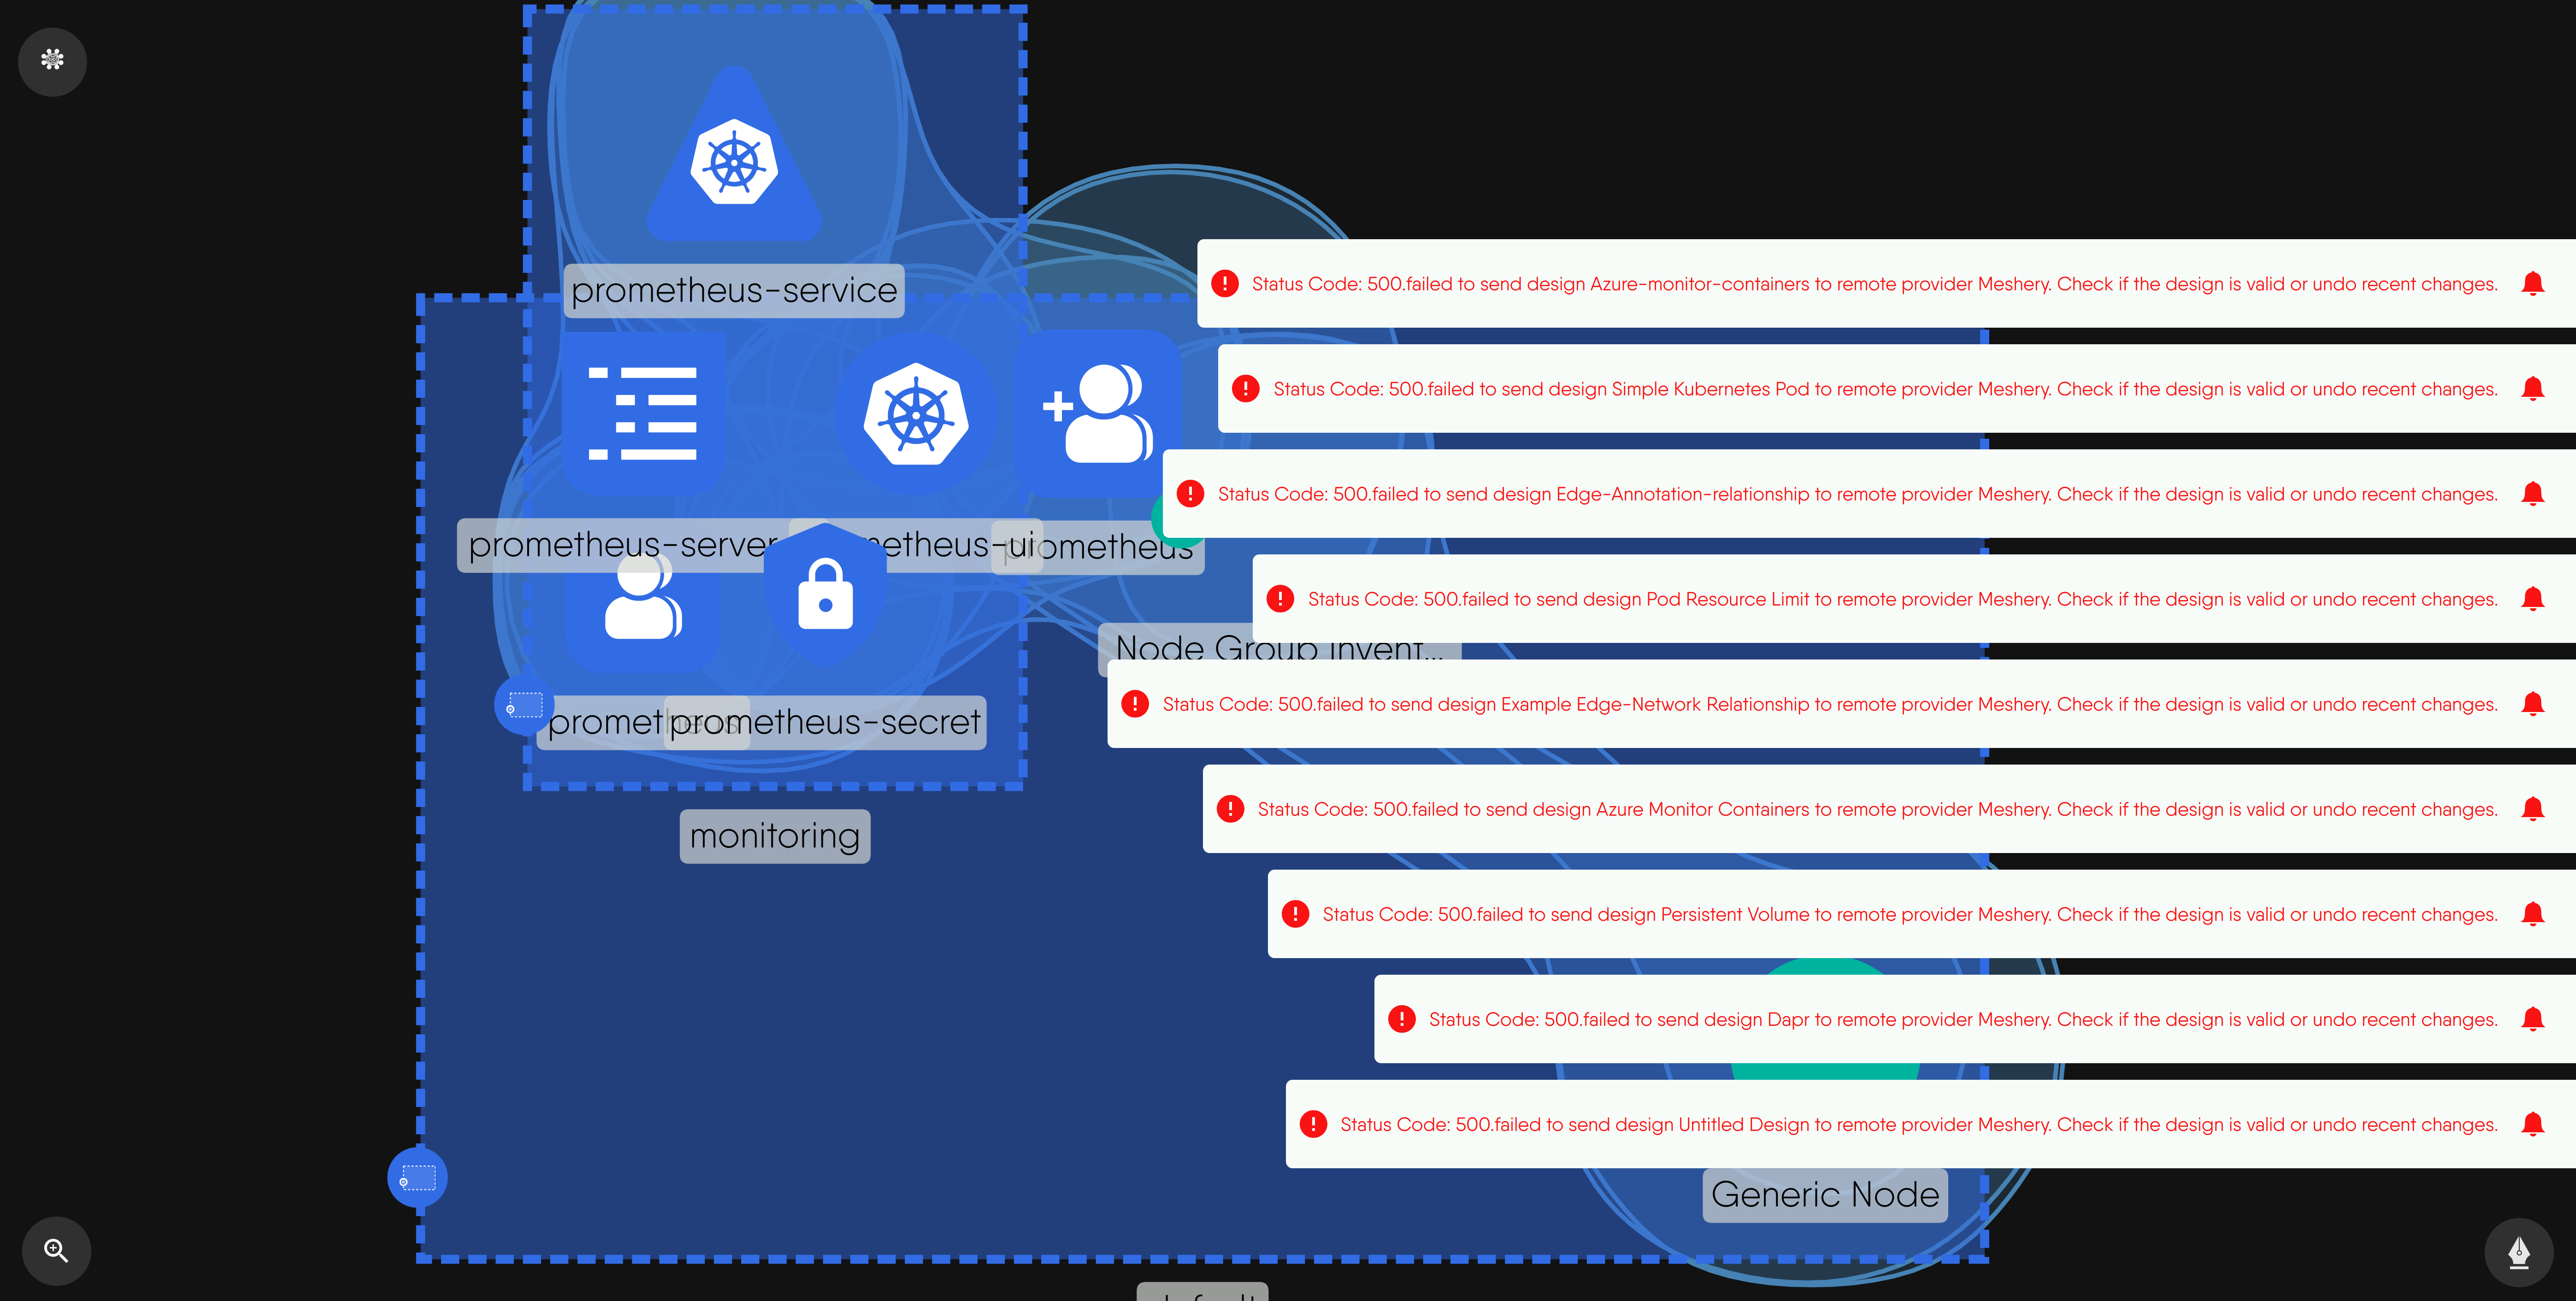 prometheus-service
Status Code: 500.failed to send design Azure-monitor-containers to remote provider Meshery. Check if the design is valid or undo recent changes.
Status Code: 500.failed to send design Simple Kubernetes Pod to remote provider Meshery. Check if the design is valid or undo recent changes.
Status Code: 500.failed to send design Edge-Annotation-relationship to remote provider Meshery. Check if the design is valid or undo recent changes.
prometheus-server
metheus-ui
prometheus
Status Code: 500.failed to send design Pod Resource Limit to remote provider Meshery. Check if the design is valid or undo recent changes.
Node Group invent...
Status Code: 500.failed to send design Example Edge-Network Relationship to remote provider Meshery. Check if the design is valid or undo recent changes.
prometheus
prometheus-secret
Status Code: 500.failed to send design Azure Monitor Containers to remote provider Meshery. Check if the design is valid or undo recent changes.
monitoring
Status Code: 500.failed to send design Persistent Volume to remote provider Meshery. Check if the design is valid or undo recent changes.
Status Code: 500.failed to send design Dapr to remote provider Meshery. Check if the design is valid or undo recent changes.
Status Code: 500.failed to send design Untitled Design to remote provider Meshery. Check if the design is valid or undo recent changes.
Generic Node